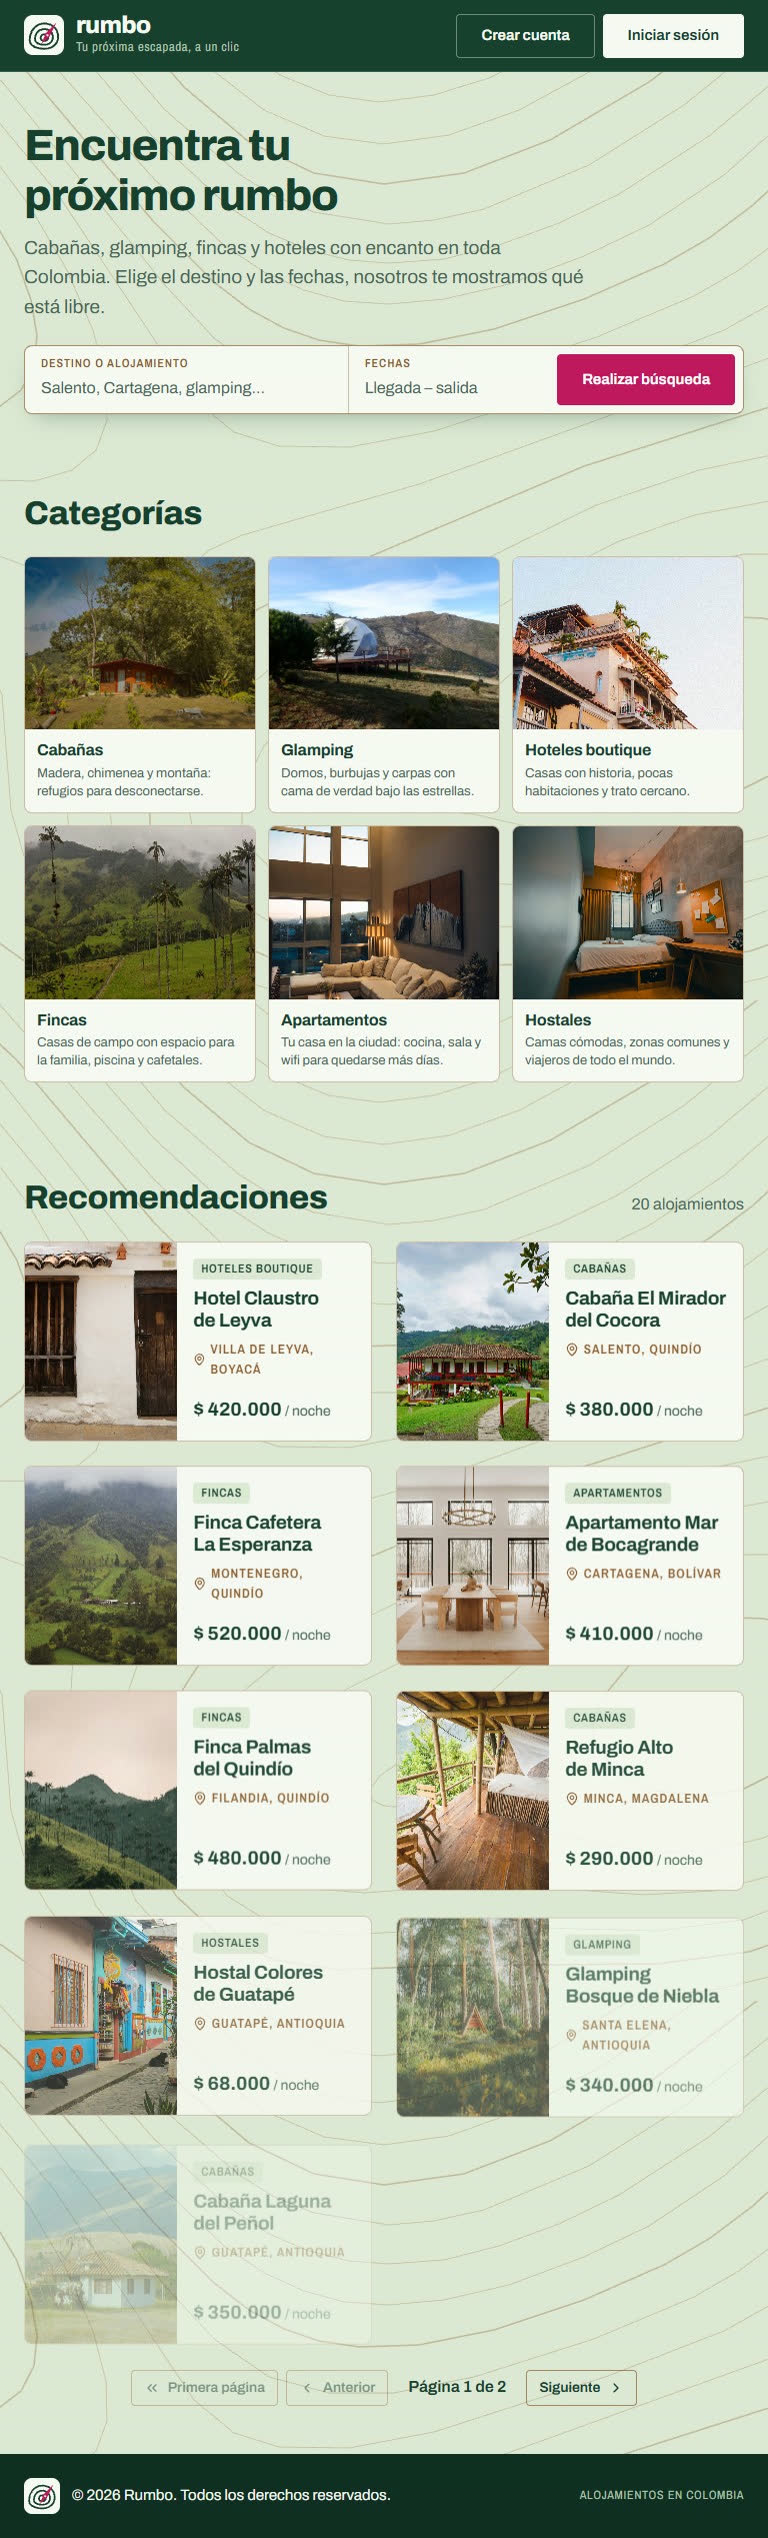 rumbo
Tu próxima escapada, a un clic
Crear cuenta
Iniciar sesión
Encuentra tu
próximo rumbo
Cabañas, glamping, fincas y hoteles con encanto en toda
Colombia. Elige el destino y las fechas, nosotros te mostramos qué
está libre.
DESTINO O ALOJAMIENTO
Salento, Cartagena, glamping...
FECHAS
Llegada – salida
Realizar búsqueda
Categorías
Cabañas
Madera, chimenea y montaña:
refugios para desconectarse.
Glamping
Domos, burbujas y carpas con
cama de verdad bajo las estrellas.
Hoteles boutique
Casas con historia, pocas
habitaciones y trato cercano.
Fincas
Casas de campo con espacio para
la familia, piscina y cafetales.
Apartamentos
Tu casa en la ciudad: cocina, sala y
wifi para quedarse más días.
Hostales
Camas cómodas, zonas comunes y
viajeros de todo el mundo.
Recomendaciones
20 alojamientos
HOTELES BOUTIQUE
Hotel Claustro
de Leyva
VILLA DE LEYVA,
BOYACÁ
$ 420.000 / noche
CABAÑAS
Cabaña El Mirador
del Cocora
SALENTO, QUINDÍO
$ 380.000 / noche
FINCAS
Finca Cafetera
La Esperanza
MONTENEGRO,
QUINDÍO
$ 520.000 / noche
APARTAMENTOS
Apartamento Mar
de Bocagrande
CARTAGENA, BOLÍVAR
$ 410.000 / noche
FINCAS
Finca Palmas
del Quindío
FILANDIA, QUINDÍO
$ 480.000 / noche
CABAÑAS
Refugio Alto
de Minca
MINCA, MAGDALENA
$ 290.000 / noche
HOSTALES
Hostal Colores
de Guatapé
GUATAPÉ, ANTIOQUIA
$ 68.000 / noche
GLAMPING
Glamping
Bosque de Niebla
SANTA ELENA,
ANTIOQUIA
$ 340.000 / noche
CABAÑAS
Cabaña Laguna
del Peñol
GUATAPÉ, ANTIOQUIA
$ 350.000 / noche
Primera página
Anterior
Página 1 de 2
Siguiente
© 2026 Rumbo. Todos los derechos reservados.
ALOJAMIENTOS EN COLOMBIA